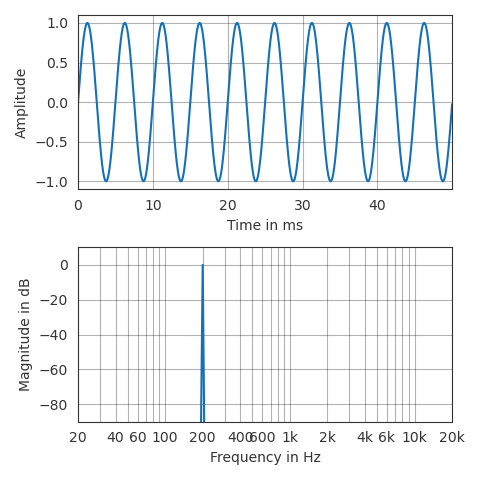 1.0
0.5
0.0
−0.5
−1.0
Amplitude
0 10 20 30 40
Time in ms
0
−20
−40
−60
−80
Magnitude in dB
20 40 60 100 200 400 600 1k 2k 4k 6k 10k 20k
Frequency in Hz